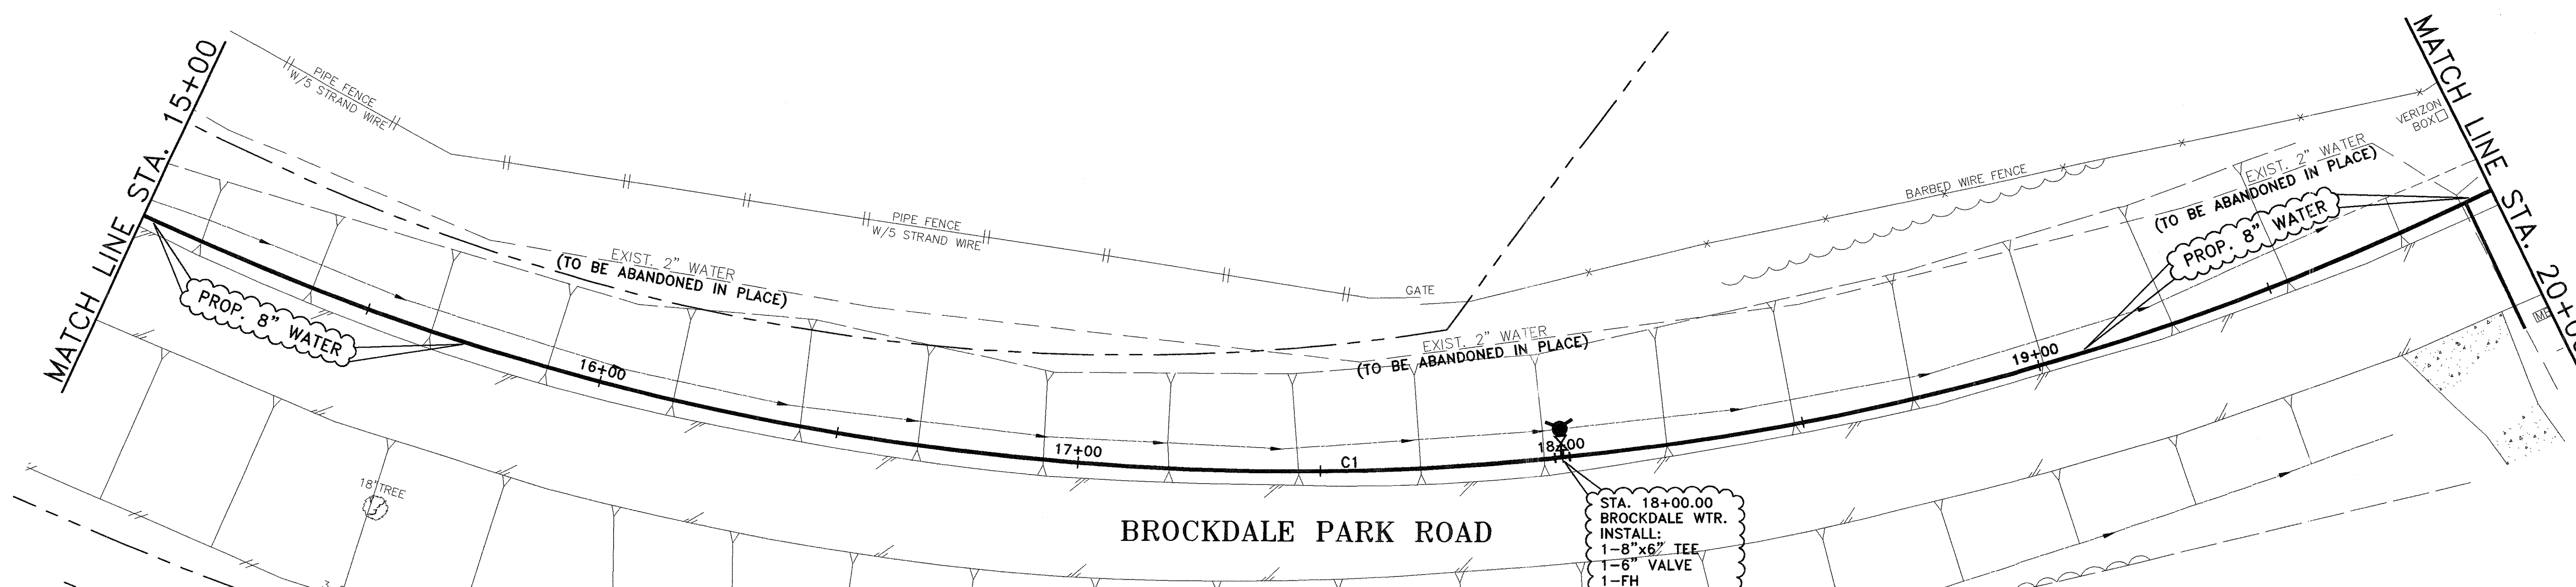 MATCH LINE STA. 15+00
PIPE FENCE
W/5 STRAND WIRE
PROP. 8" WATER
EXIST. 2" WATER
(TO BE ABANDONED IN PLACE)
16+00
18" TREE
PIPE FENCE
W/5 STRAND WIRE
17+00
C1
GATE
EXIST. 2" WATER
(TO BE ABANDONED IN PLACE)
18+00
BROCKDALE PARK ROAD
STA. 18+00.00
BROCKDALE WTR.
INSTALL:
1-8"x6" TEE
1-6" VALVE
1-FH
BARBED WIRE FENCE
19+00
EXIST. 2" WATER
(TO BE ABANDONED IN PLACE)
PROP. 8" WATER
VERIZON
BOX
MATCH LINE STA. 20+00